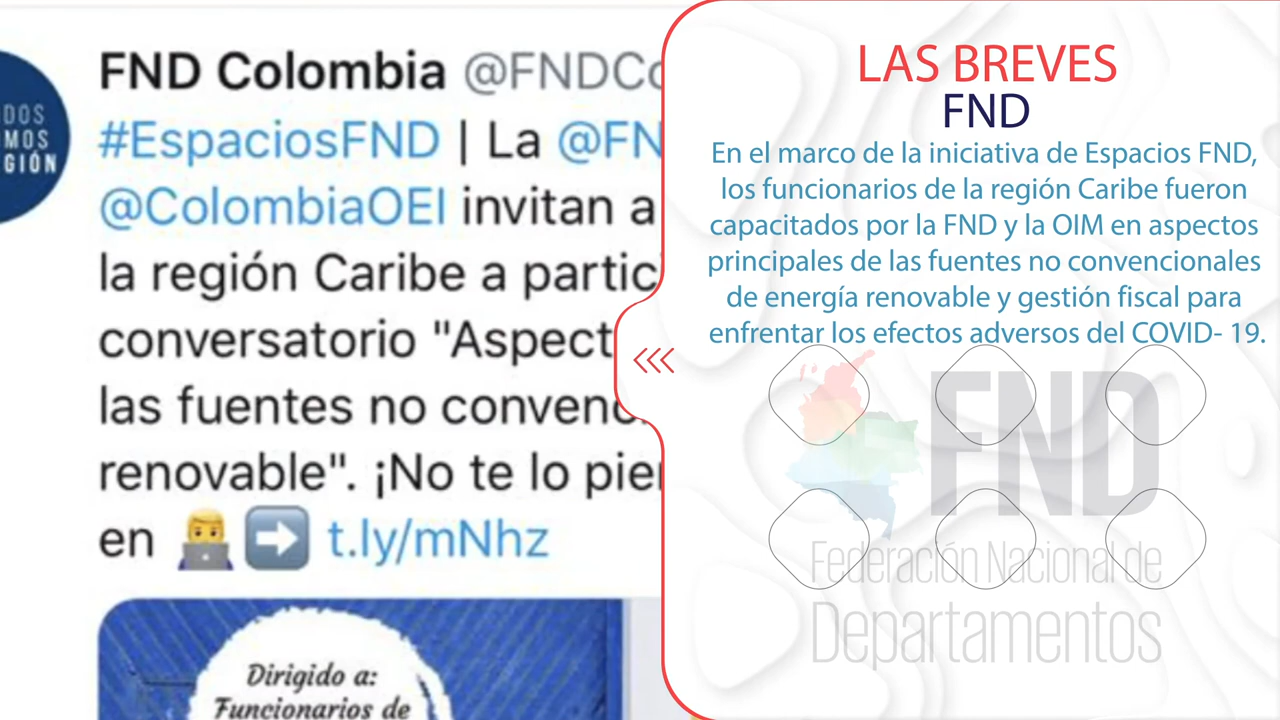 DOS
MOS
GIÓN
FND Colombia @FNDCo
#EspaciosFND | La @FN
@ColombiaOEI invitan a
la región Caribe a partic
conversatorio "Aspect
las fuentes no convenc
renovable". ¡No te lo pier
en t.ly/mNhz
Dirigido a:
Funcionarios de
LAS BREVES
FND
En el marco de la iniciativa de Espacios FND,
los funcionarios de la región Caribe fueron
capacitados por la FND y la OIM en aspectos
principales de las fuentes no convencionales
de energía renovable y gestión fiscal para
enfrentar los efectos adversos del COVID- 19.
FND
Federación Nacional de
Departamentos